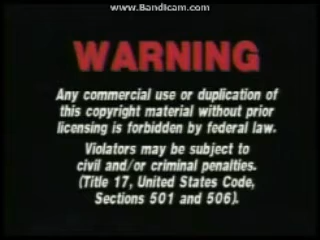 www.Bandicam.com
WARNING
Any commercial use or duplication of
this copyright material without prior
licensing is forbidden by federal law.
Violators may be subject to
civil and/or criminal penalties.
(Title 17, United States Code,
Sections 501 and 506).